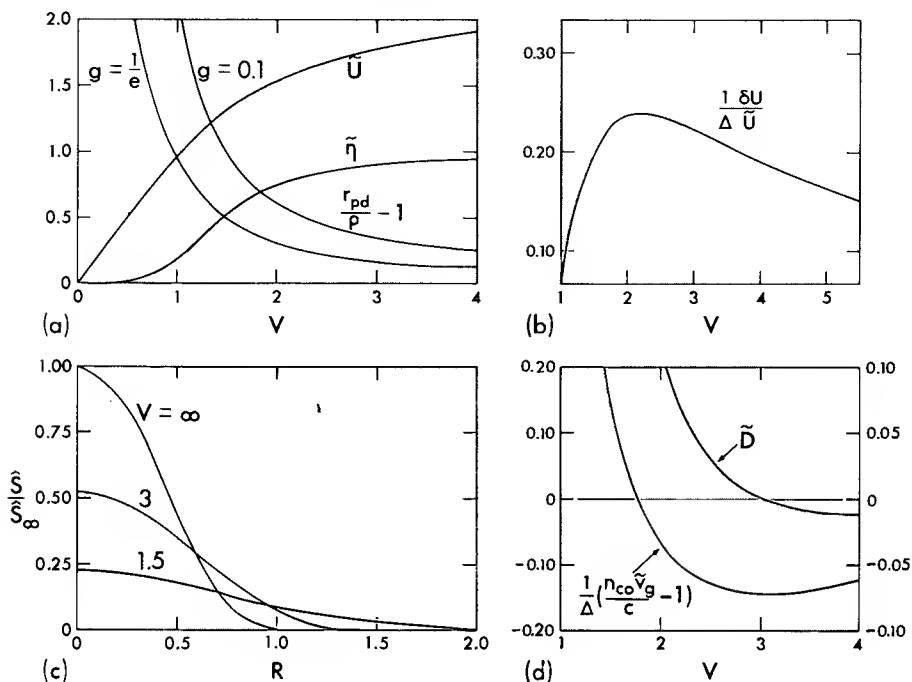 2.0
1.5
1.0
0.5
0
0 1 2 3 4
g = 1/e
g = 0.1
Ũ
η̃
r_pd/ρ − 1
(a) V
0.30
0.20
0.10
1 2 3 4 5
1/Δ δU/Ũ
(b) V
1.00
0.75
0.50
0.25
0
0 0.5 1.0 1.5 2.0
V = ∞
3
1.5
(c) R
0.20
0.10
0
−0.10
−0.20
0.10
0.05
0
−0.05
−0.10
1 2 3 4
D̃
1/Δ (n_co ṽ_g/c − 1)
(d) V